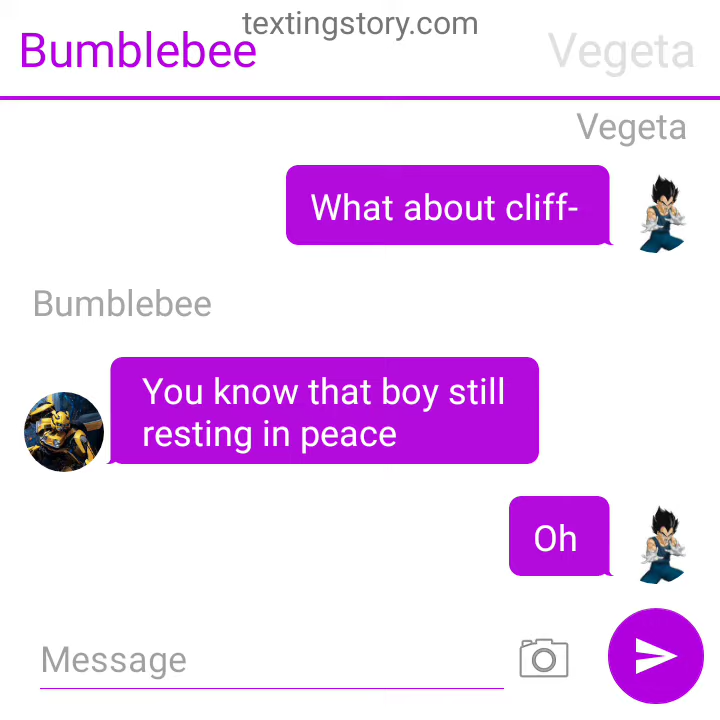 textingstory.com
Bumblebee
Vegeta
Vegeta
What about cliff-
Bumblebee
You know that boy still
resting in peace
Oh
Message